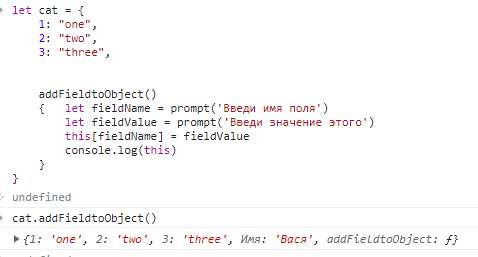 let cat = {
1: "one",
2: "two",
3: "three",
addFieldtoObject()
{ let fieldName = prompt('Введи имя поля')
let fieldValue = prompt('Введи значение этого')
this[fieldName] = fieldValue
console.log(this)
}
}
undefined
cat.addFieldtoObject()
{1: 'one', 2: 'two', 3: 'three', Имя: 'Вася', addFieldtoObject: ƒ}